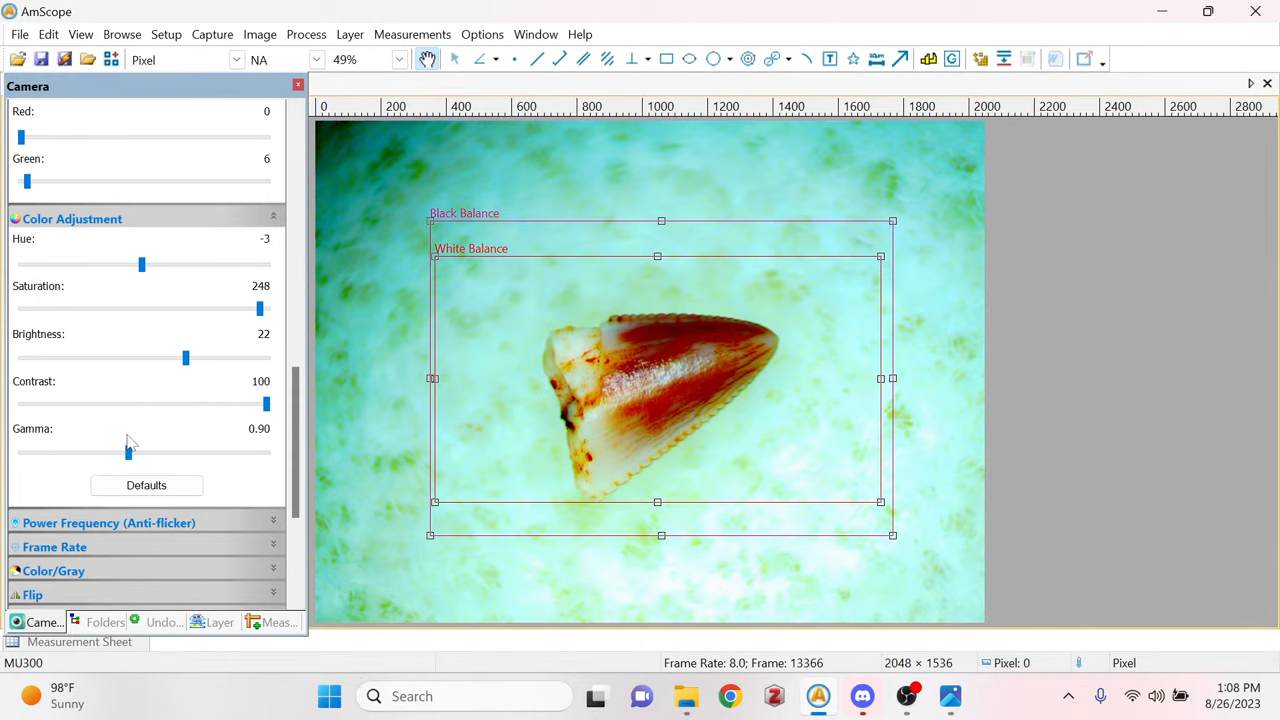 AmScope
File Edit View Browse Setup Capture Image Process Layer Measurements Options Window Help
Pixel NA 49%
Camera
0 200 400 600 800 1000 1200 1400 1600 1800 2000 2200 2400 2600 2800
Red: 0
Green: 6
Color Adjustment
Hue: -3
Saturation: 248
Brightness: 22
Contrast: 100
Gamma: 0.90
Defaults
Power Frequency (Anti-flicker)
Frame Rate
Color/Gray
Flip
Black Balance
White Balance
Came... Folders Undo... Layer Meas...
Measurement Sheet
MU300 Frame Rate: 8.0; Frame: 13366 2048 × 1536 Pixel: 0 Pixel
98°F
Sunny
Search
1:08 PM
8/26/2023